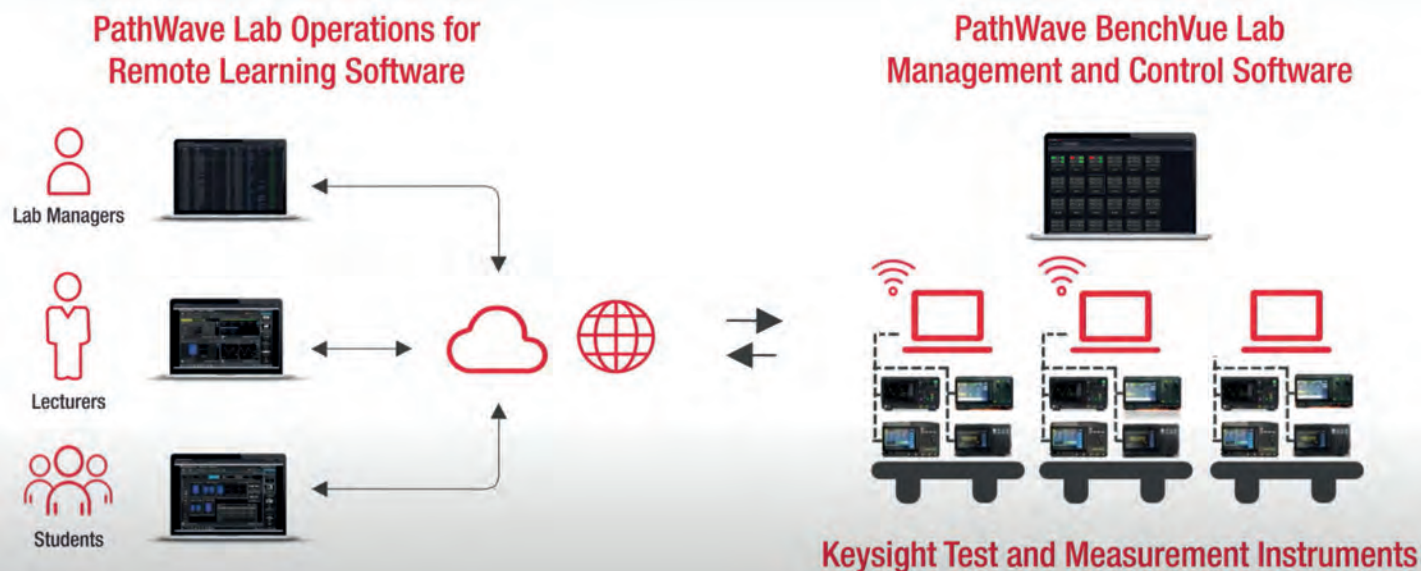 PathWave Lab Operations for
Remote Learning Software
PathWave BenchVue Lab
Management and Control Software
Lab Managers
Lecturers
Students
Keysight Test and Measurement Instruments